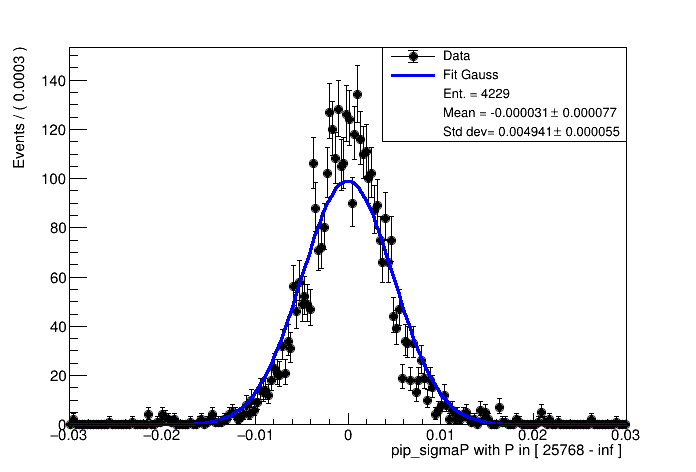 Events / ( 0.0003 )
140
120
100
80
60
40
20
0
−0.03 −0.02 −0.01 0 0.01 0.02 0.03
pip_sigmaP with P in [ 25768 - inf ]
Data
Fit Gauss
Ent. = 4229
Mean = -0.000031± 0.000077
Std dev= 0.004941± 0.000055